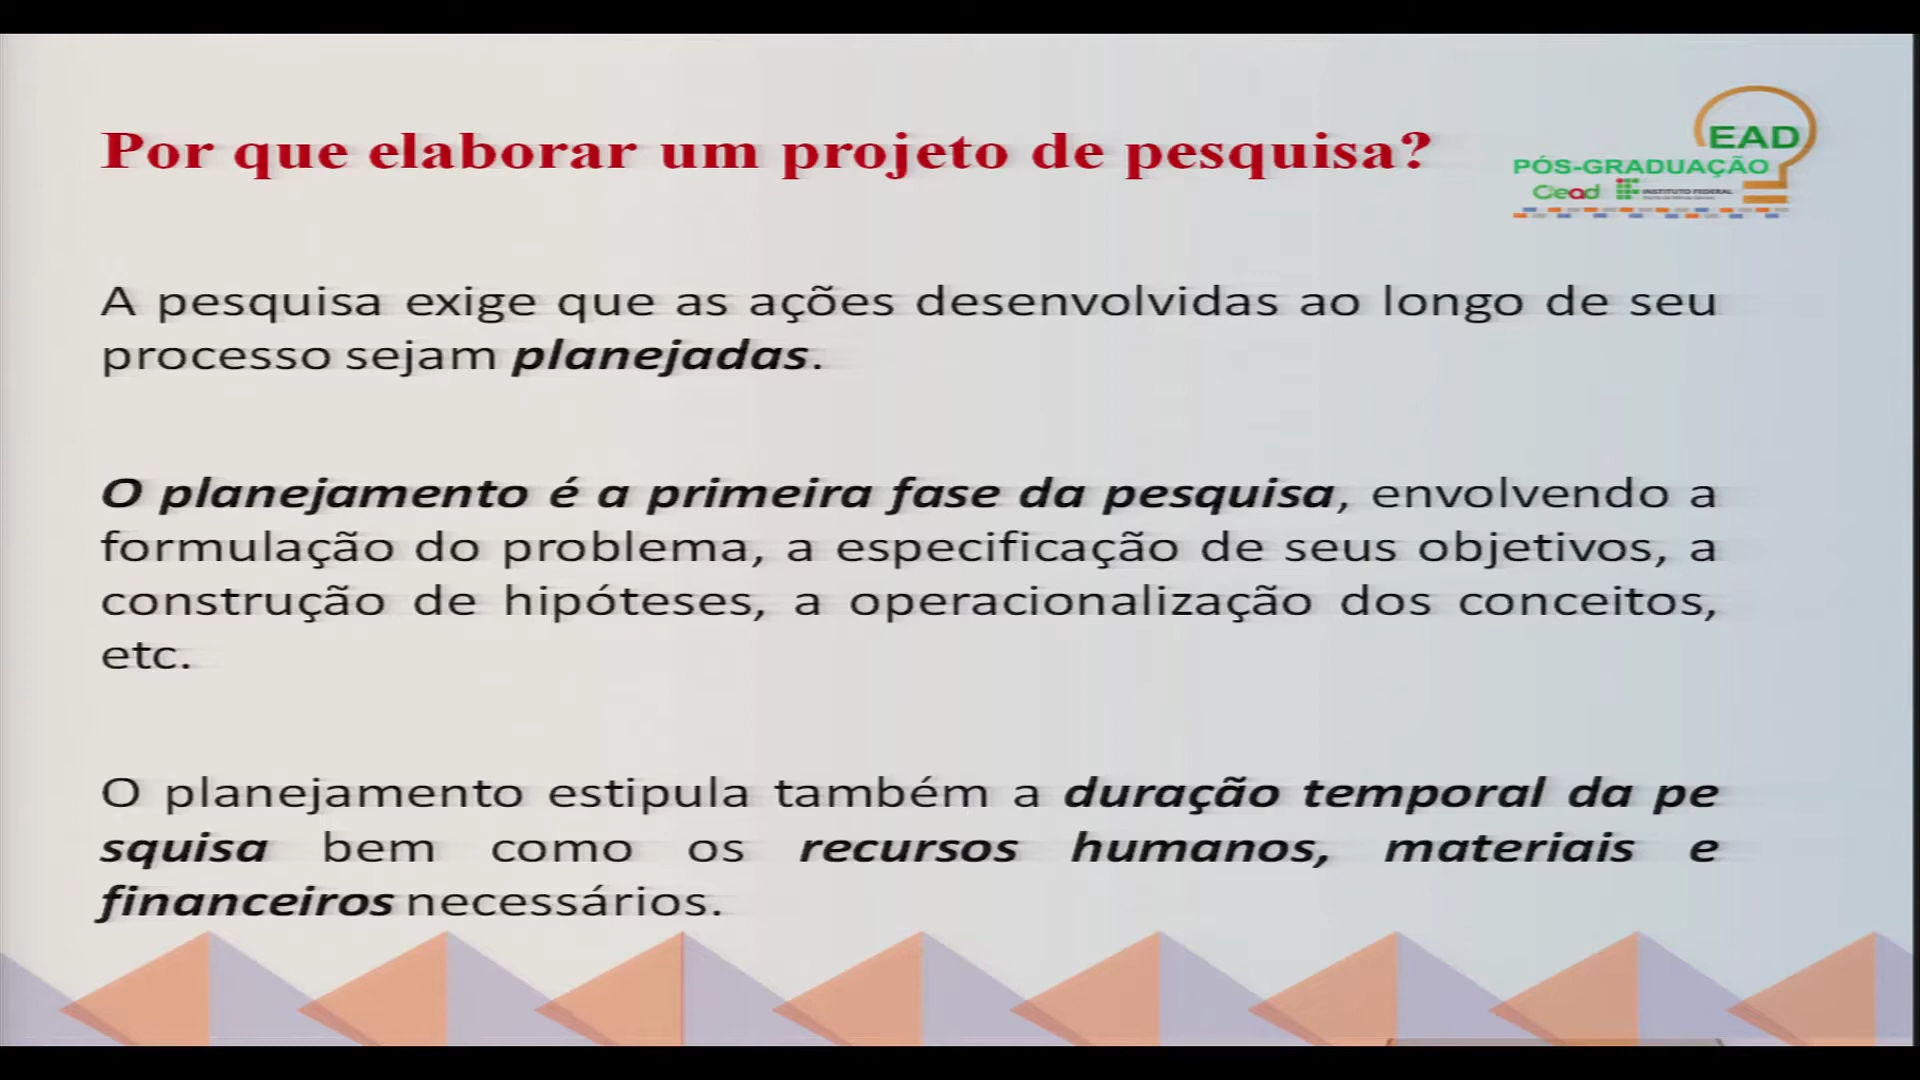 Por que elaborar um projeto de pesquisa?
EAD
PÓS-GRADUAÇÃO
Cead
INSTITUTO FEDERAL
A pesquisa exige que as ações desenvolvidas ao longo de seu
processo sejam planejadas.
O planejamento é a primeira fase da pesquisa, envolvendo a
formulação do problema, a especificação de seus objetivos, a
construção de hipóteses, a operacionalização dos conceitos,
etc.
O planejamento estipula também a duração temporal da pe
squisa bem como os recursos humanos, materiais e
financeiros necessários.